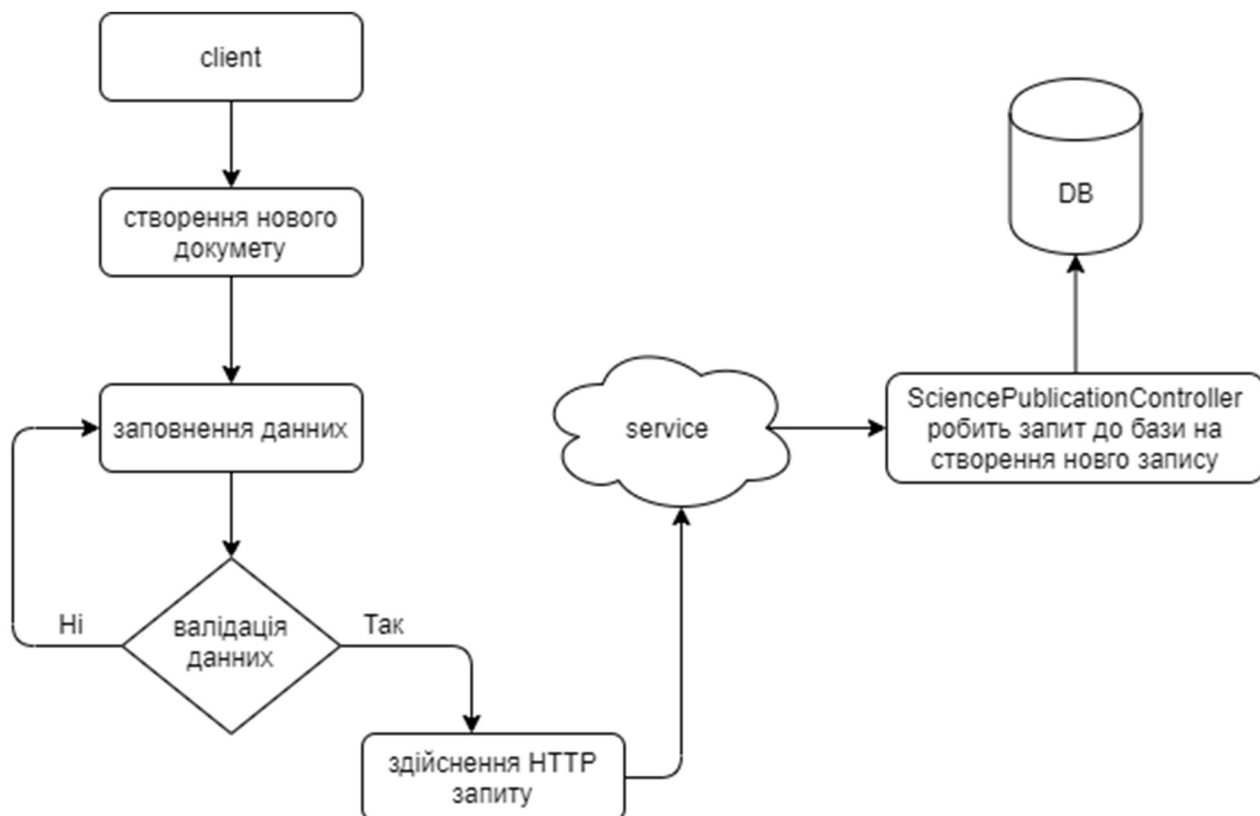 client
створення нового
докумету
заповнення данних
валідація
данних
Ні
Так
здійснення HTTP
запиту
service
SciencePublicationController
робить запит до бази на
створення новго запису
DB